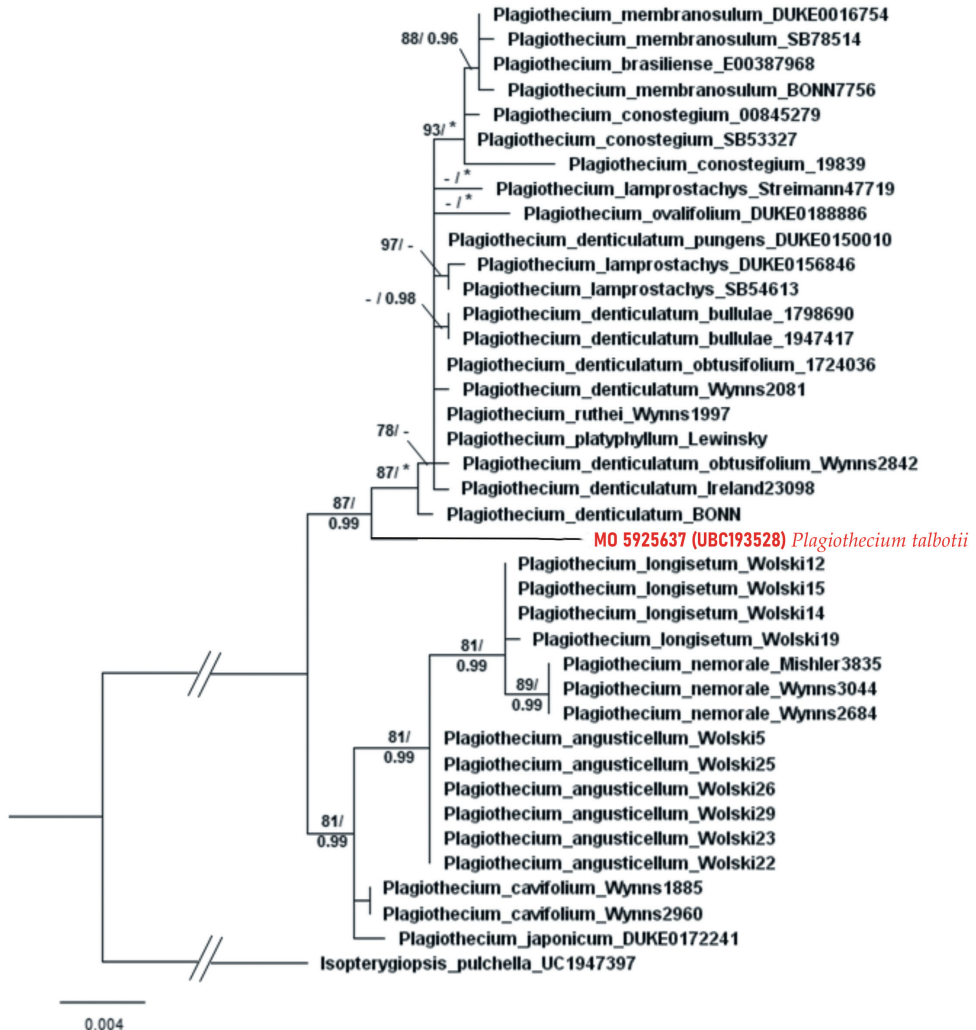 Plagiothecium_membranosulum_DUKE0016754
88/ 0.96
Plagiothecium_membranosulum_SB78514
Plagiothecium_brasiliense_E00387968
Plagiothecium_membranosulum_BONN7756
Plagiothecium_conostegium_00845279
93/ *
Plagiothecium_conostegium_SB53327
Plagiothecium_conostegium_19839
- / *
Plagiothecium_lamprostachys_Streimann47719
- / *
Plagiothecium_ovalifolium_DUKE0188886
Plagiothecium_denticulatum_pungens_DUKE0150010
97/ -
Plagiothecium_lamprostachys_DUKE0156846
Plagiothecium_lamprostachys_SB54613
- / 0.98
Plagiothecium_denticulatum_bullulae_1798690
Plagiothecium_denticulatum_bullulae_1947417
Plagiothecium_denticulatum_obtusifolium_1724036
Plagiothecium_denticulatum_Wynns2081
Plagiothecium_ruthei_Wynns1997
78/ -
Plagiothecium_platyphyllum_Lewinsky
Plagiothecium_denticulatum_obtusifolium_Wynns2842
87/ *
Plagiothecium_denticulatum_Ireland23098
87/
0.99
Plagiothecium_denticulatum_BONN
MO 5925637 (UBC193528) Plagiothecium talbotii
Plagiothecium_longisetum_Wolski12
Plagiothecium_longisetum_Wolski15
Plagiothecium_longisetum_Wolski14
Plagiothecium_longisetum_Wolski19
81/
0.99
Plagiothecium_nemorale_Mishler3835
89/
0.99
Plagiothecium_nemorale_Wynns3044
Plagiothecium_nemorale_Wynns2684
81/
0.99
Plagiothecium_angusticellum_Wolski5
Plagiothecium_angusticellum_Wolski25
Plagiothecium_angusticellum_Wolski26
Plagiothecium_angusticellum_Wolski29
81/
0.99
Plagiothecium_angusticellum_Wolski23
Plagiothecium_angusticellum_Wolski22
Plagiothecium_cavifolium_Wynns1885
Plagiothecium_cavifolium_Wynns2960
Plagiothecium_japonicum_DUKE0172241
Isopterygiopsis_pulchella_UC1947397
0.004